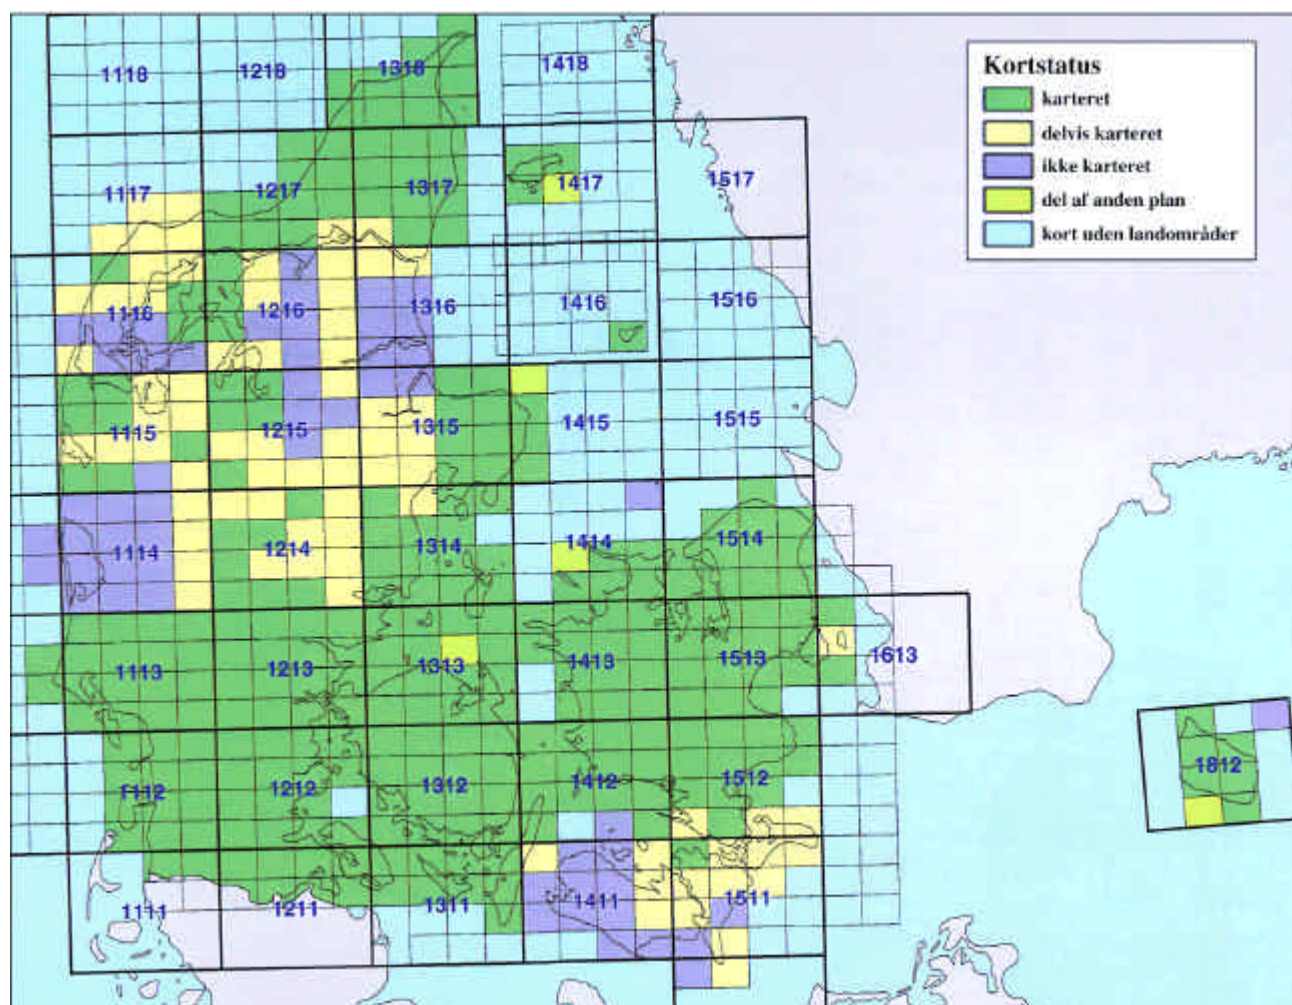 Kortstatus
karteret
delvis karteret
ikke karteret
del af anden plan
kort uden landområder
1118 1218 1318 1418
1117 1217 1317 1417 1517
1116 1216 1316 1416 1516
1115 1215 1315 1415 1515
1114 1214 1314 1414 1514
1113 1213 1313 1413 1513 1613
1112 1212 1312 1412 1512 1812
1111 1211 1311 1411 1511